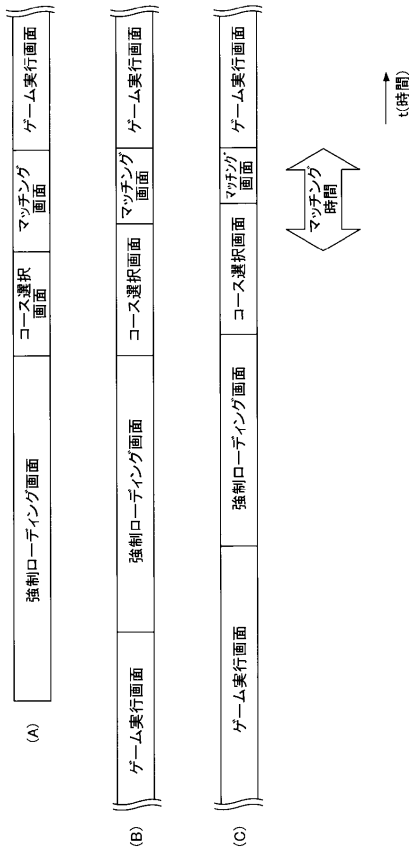 (A)
強制ローディング画面
コース選択
画面
マッチング
画面
ゲーム実行画面
(B)
ゲーム実行画面
強制ローディング画面
コース選択画面
マッチング
画面
ゲーム実行画面
(C)
ゲーム実行画面
強制ローディング画面
コース選択画面
マッチング
画面
ゲーム実行画面
マッチング
時間
t(時間)